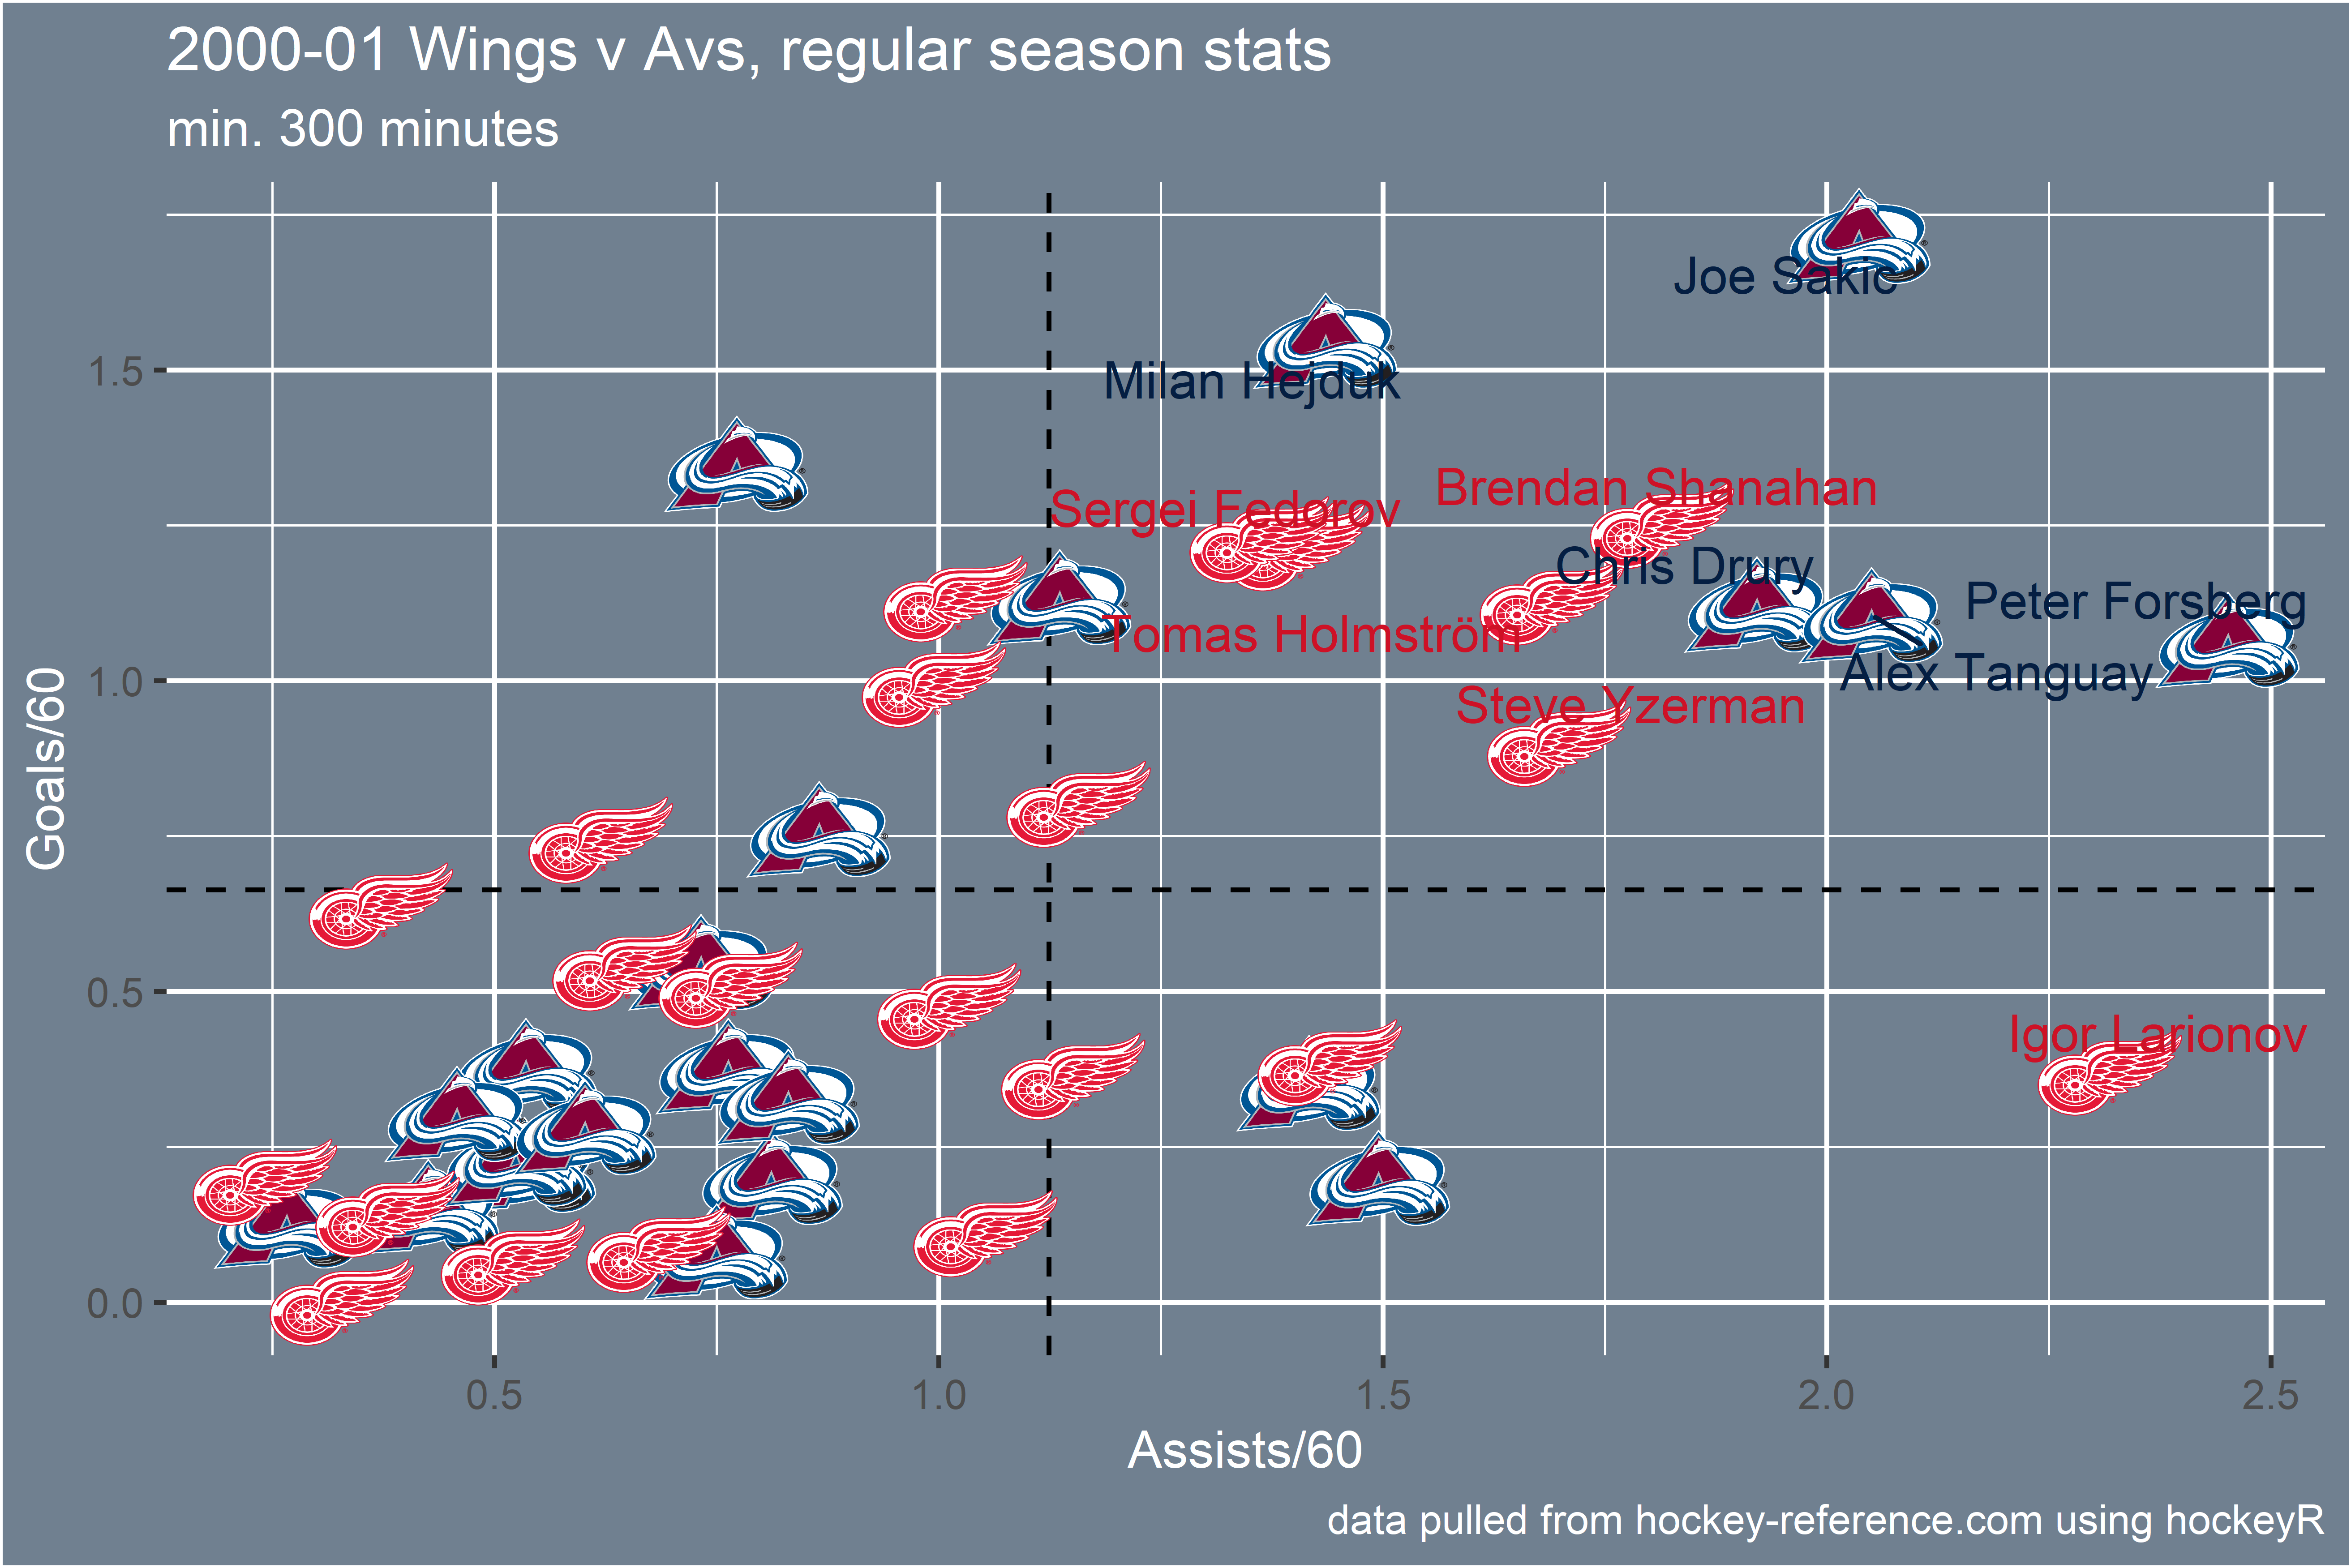 2000-01 Wings v Avs, regular season stats
min. 300 minutes
Joe Sakic
Milan Hejduk
Brendan Shanahan
Sergei Fedorov
Chris Drury
Peter Forsberg
Tomas Holmström
Alex Tanguay
Steve Yzerman
Igor Larionov
Goals/60
1.5
1.0
0.5
0.0
0.5
1.0
1.5
2.0
2.5
Assists/60
data pulled from hockey-reference.com using hockeyR